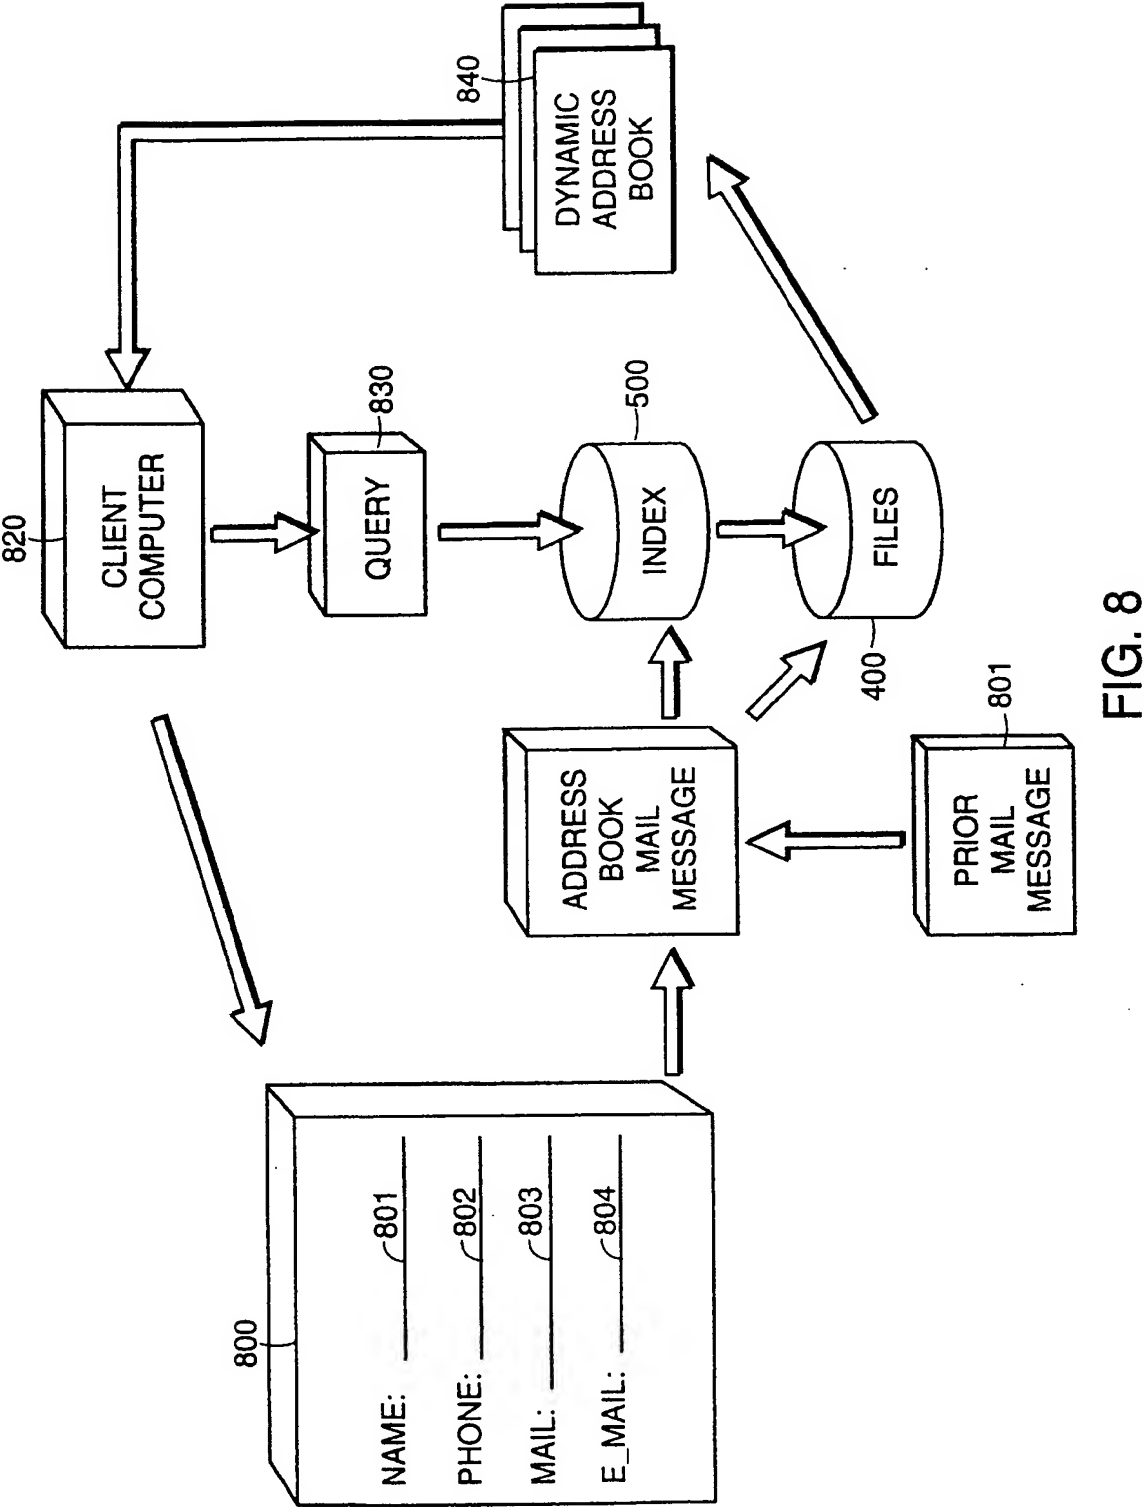 800
NAME: 801
PHONE: 802
MAIL: 803
E_MAIL: 804
820
CLIENT
COMPUTER
QUERY
830
840
DYNAMIC
ADDRESS
BOOK
ADDRESS
BOOK
MAIL
MESSAGE
INDEX
500
FILES
400
PRIOR
MAIL
MESSAGE
801
FIG. 8